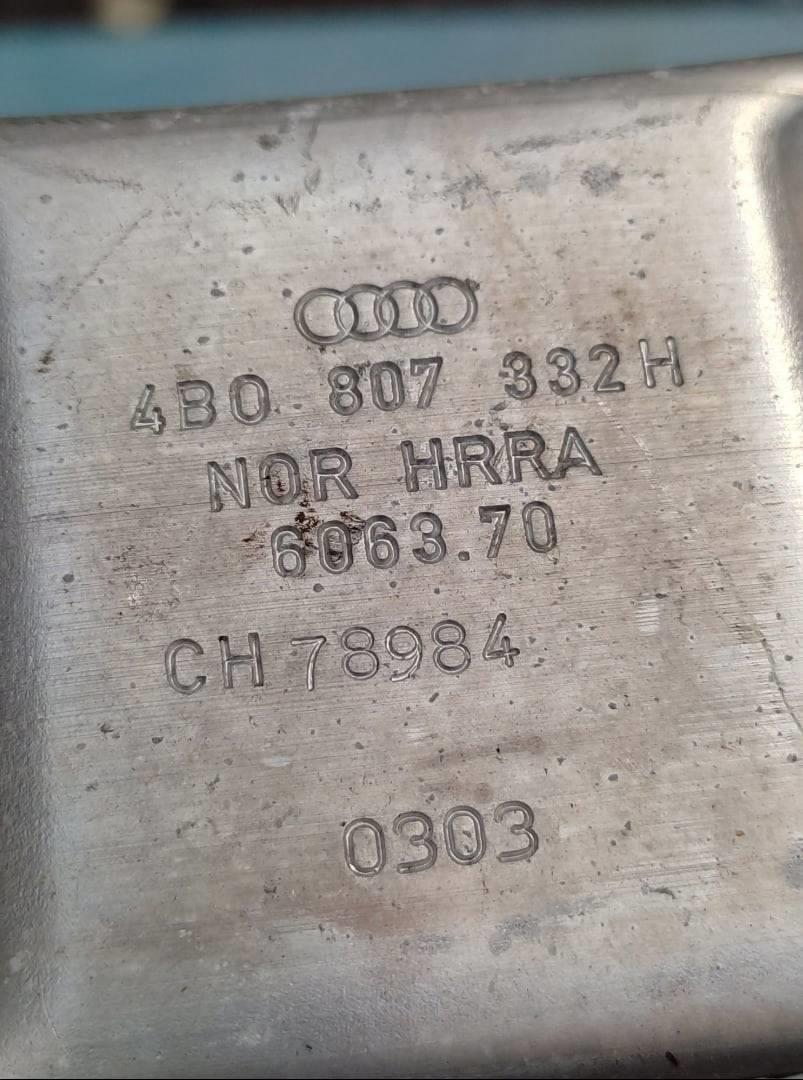 4B0 807 332H
NOR HRRA
6063.70
CH 78984
0303